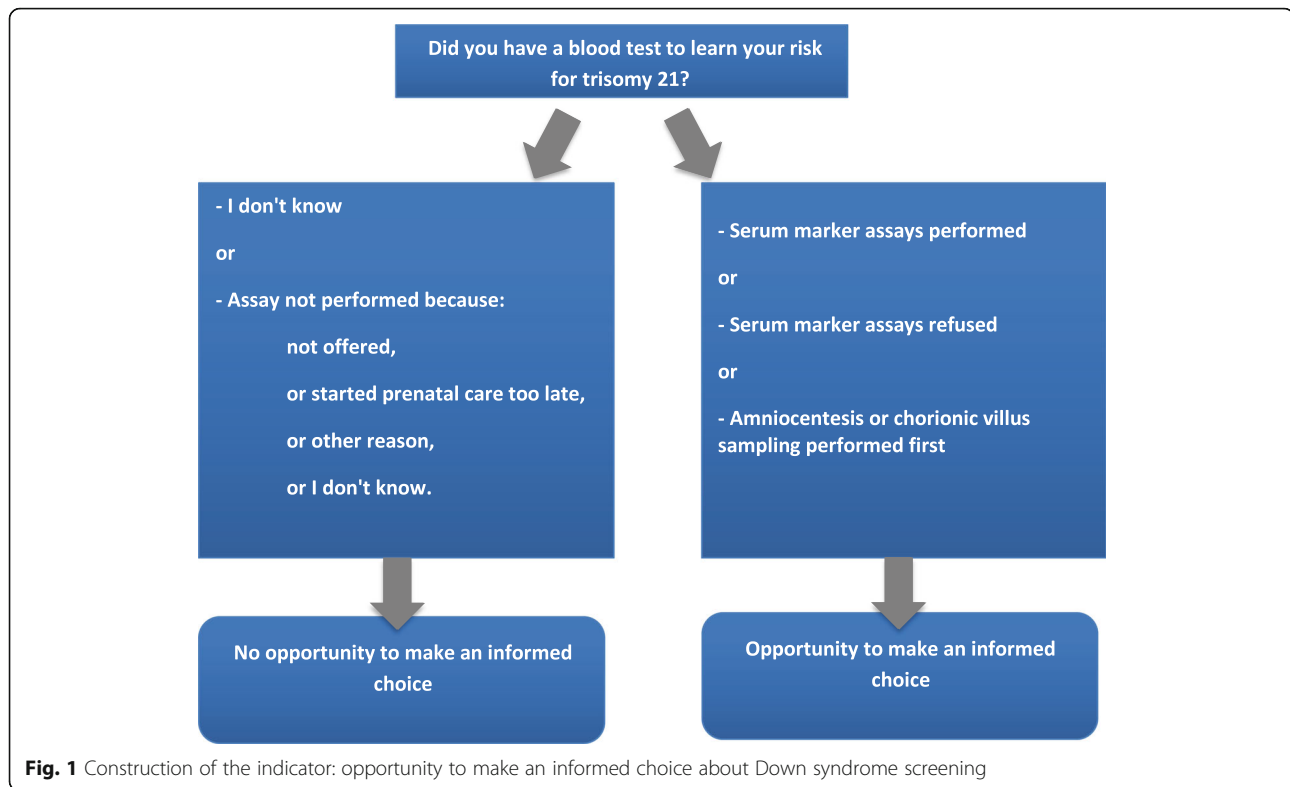 Did you have a blood test to learn your risk
for trisomy 21?
- I don't know
or
- Assay not performed because:
not offered,
or started prenatal care too late,
or other reason,
or I don't know.
- Serum marker assays performed
or
- Serum marker assays refused
or
- Amniocentesis or chorionic villus
sampling performed first
No opportunity to make an informed
choice
Opportunity to make an informed
choice
Fig. 1 Construction of the indicator: opportunity to make an informed choice about Down syndrome screening